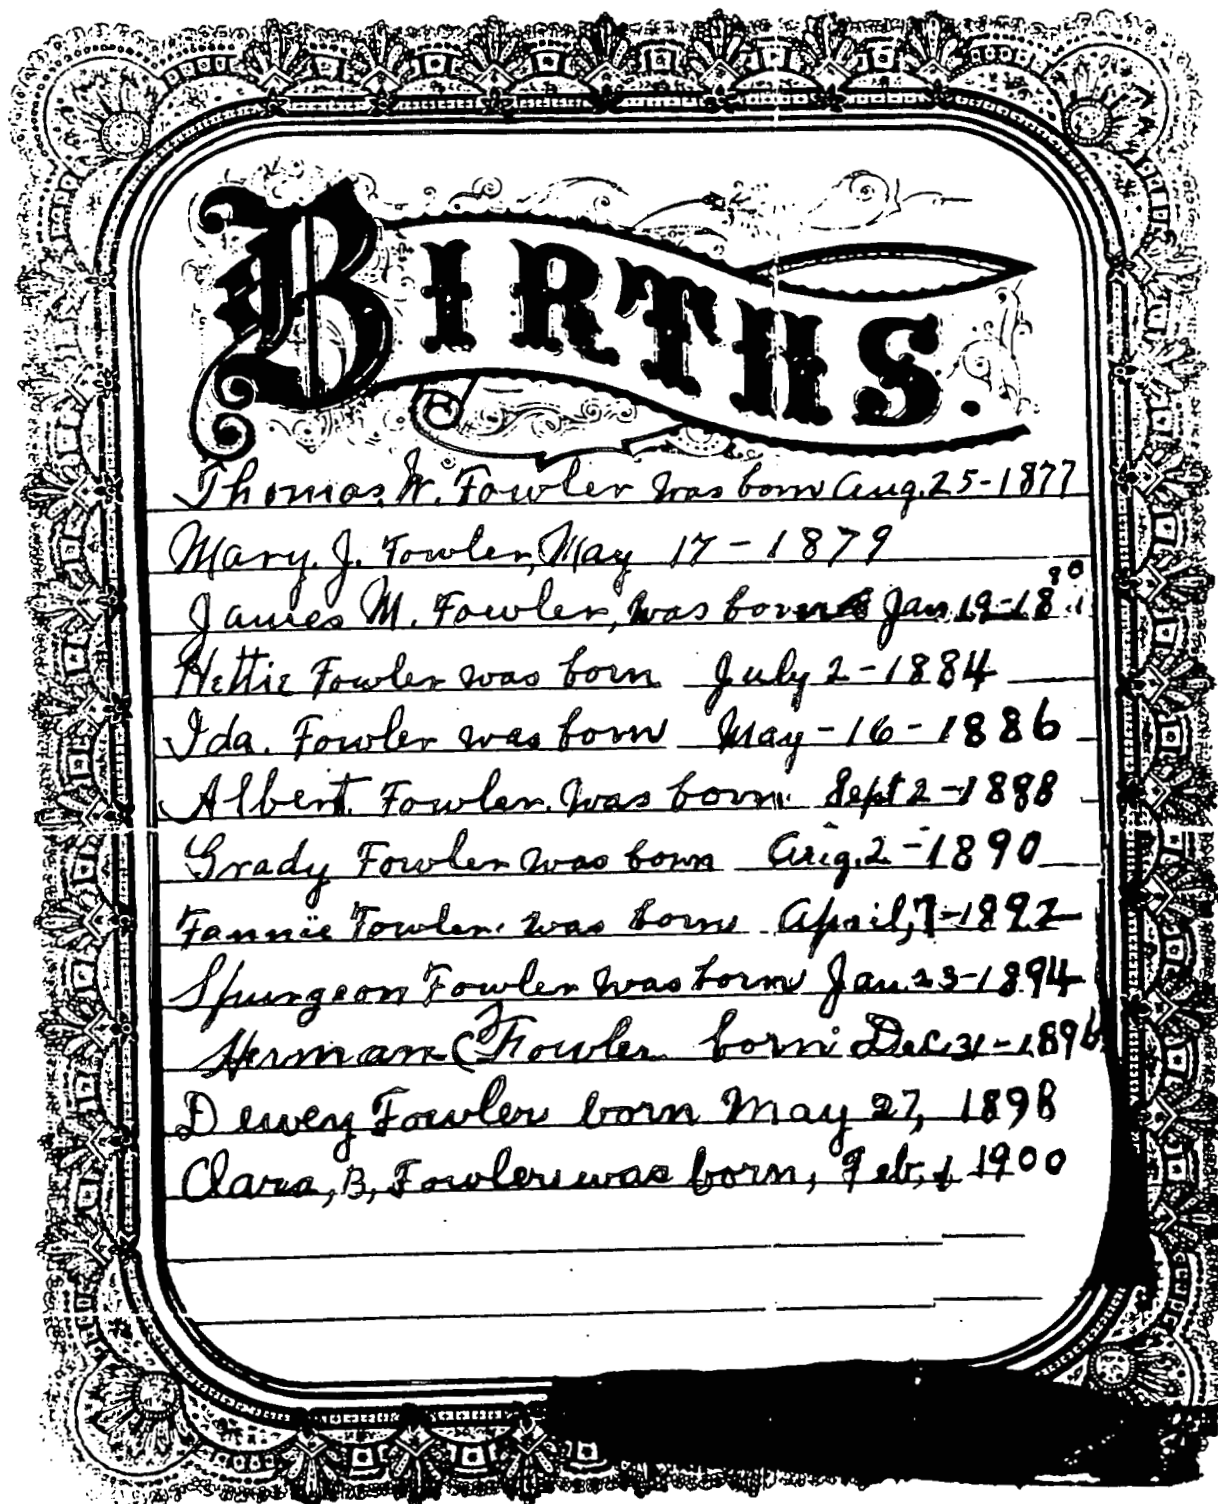 BIRTHS.
Thomas. W. Fowler was born Aug. 25-1877
Mary. J. Fowler, May 17-1879
80
James M. Fowler, was born Jan. 19-18
Hettie Fowler was born July 2-1884
Ida. Fowler was born May-16-1886
Albert. Fowler. was born. Sept 2-1888
Grady Fowler was born Aug. 2-1890
Fannie Fowler. was born April, 7-1892
Spurgeon Fowler was born Jan. 23-1894
Herman Fowler born Dec. 31-1896
Dewey Fowler born May 27, 1898
Clara, B, Fowler was born, Feb, 1 1900